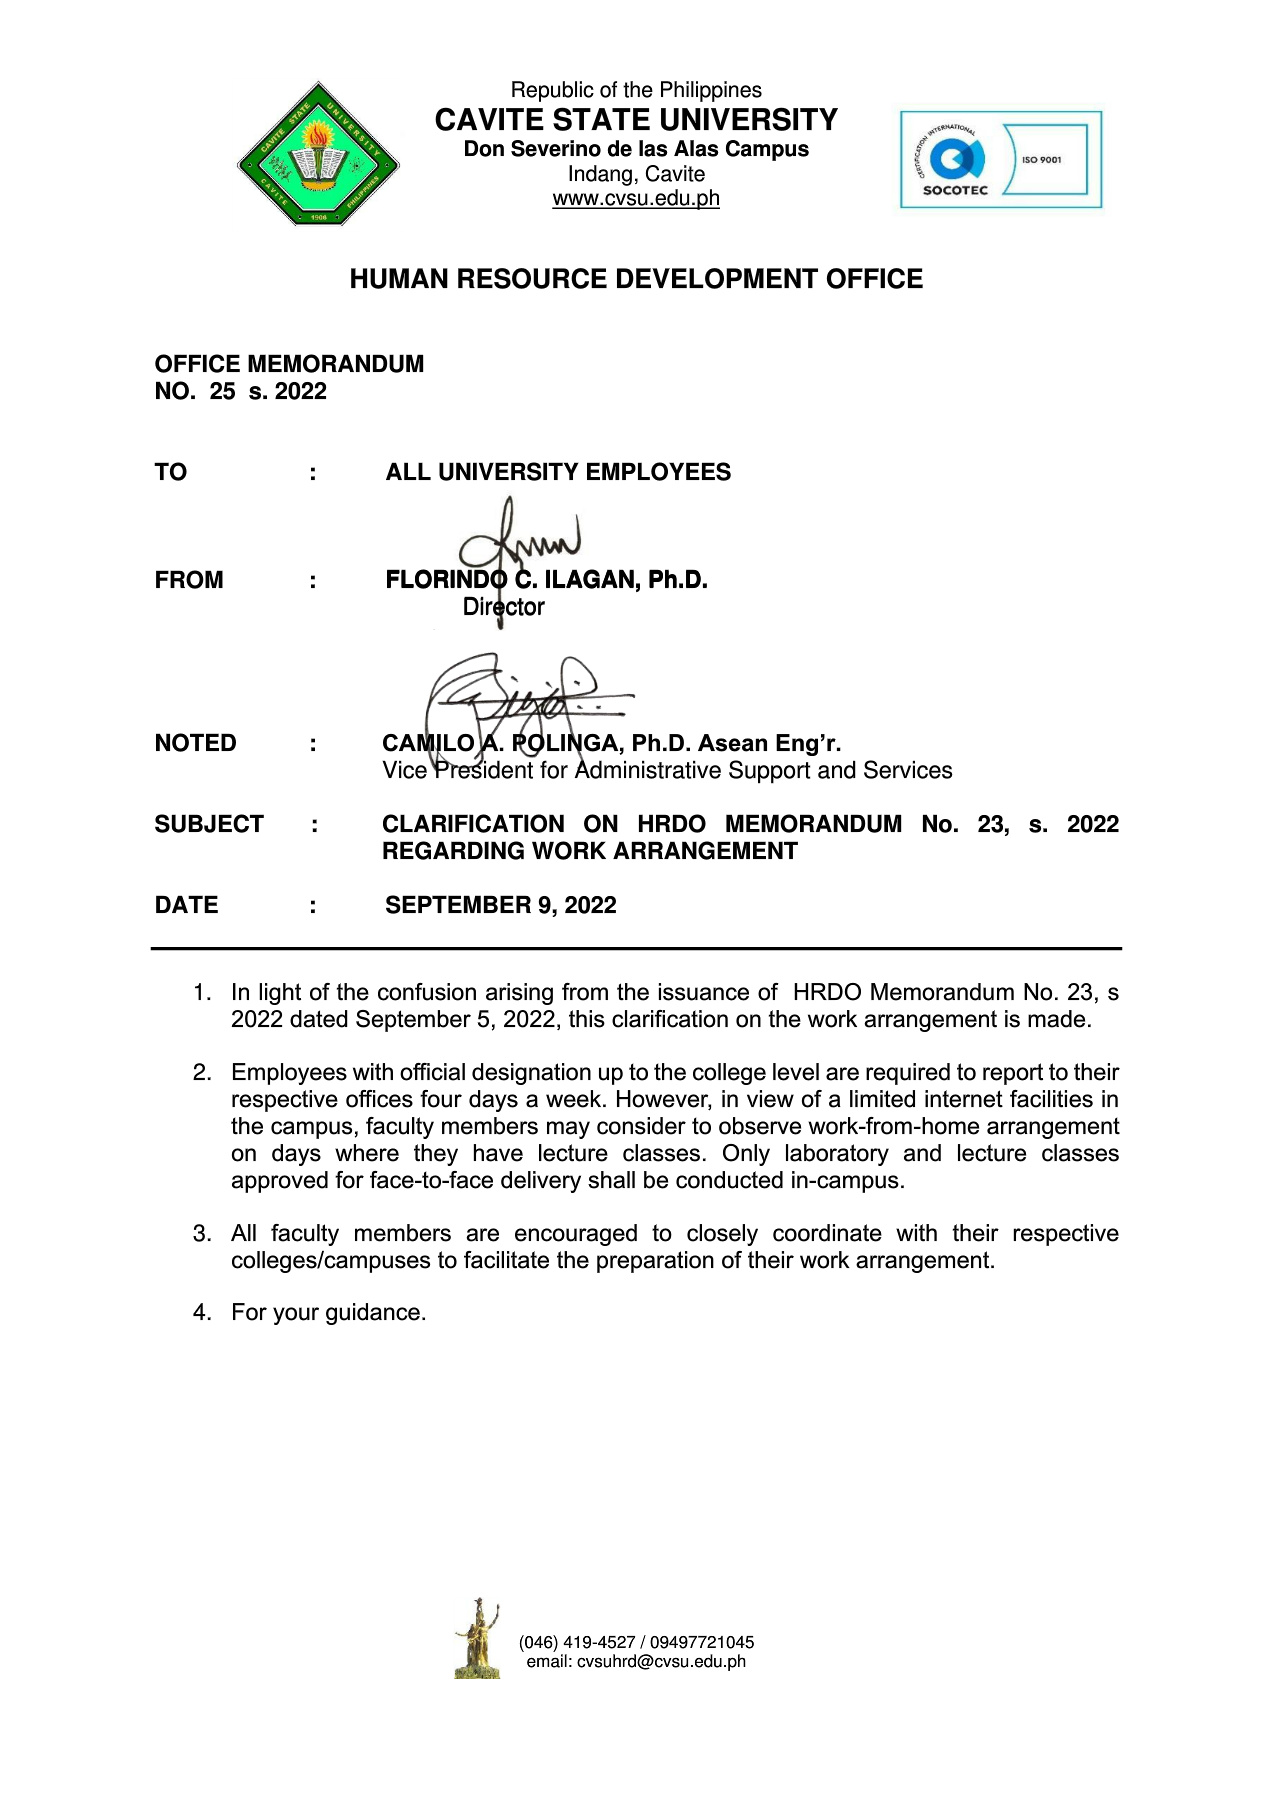 Republic of the Philippines
CAVITE STATE UNIVERSITY
Don Severino de las Alas Campus
Indang, Cavite
www.cvsu.edu.ph
CAVITE STATE UNIVERSITY
CAVITE PHILIPPINES
1906
CERTIFICATION INTERNATIONAL
SOCOTEC
ISO 9001
HUMAN RESOURCE DEVELOPMENT OFFICE
OFFICE MEMORANDUM
NO. 25 s. 2022
TO : ALL UNIVERSITY EMPLOYEES
FROM : FLORINDO C. ILAGAN, Ph.D.
Director
NOTED : CAMILO A. POLINGA, Ph.D. Asean Eng’r.
Vice President for Administrative Support and Services
SUBJECT : CLARIFICATION ON HRDO MEMORANDUM No. 23, s. 2022
REGARDING WORK ARRANGEMENT
DATE : SEPTEMBER 9, 2022
1. In light of the confusion arising from the issuance of HRDO Memorandum No. 23, s
2022 dated September 5, 2022, this clarification on the work arrangement is made.
2. Employees with official designation up to the college level are required to report to their
respective offices four days a week. However, in view of a limited internet facilities in
the campus, faculty members may consider to observe work-from-home arrangement
on days where they have lecture classes. Only laboratory and lecture classes
approved for face-to-face delivery shall be conducted in-campus.
3. All faculty members are encouraged to closely coordinate with their respective
colleges/campuses to facilitate the preparation of their work arrangement.
4. For your guidance.
(046) 419-4527 / 09497721045
email: cvsuhrd@cvsu.edu.ph